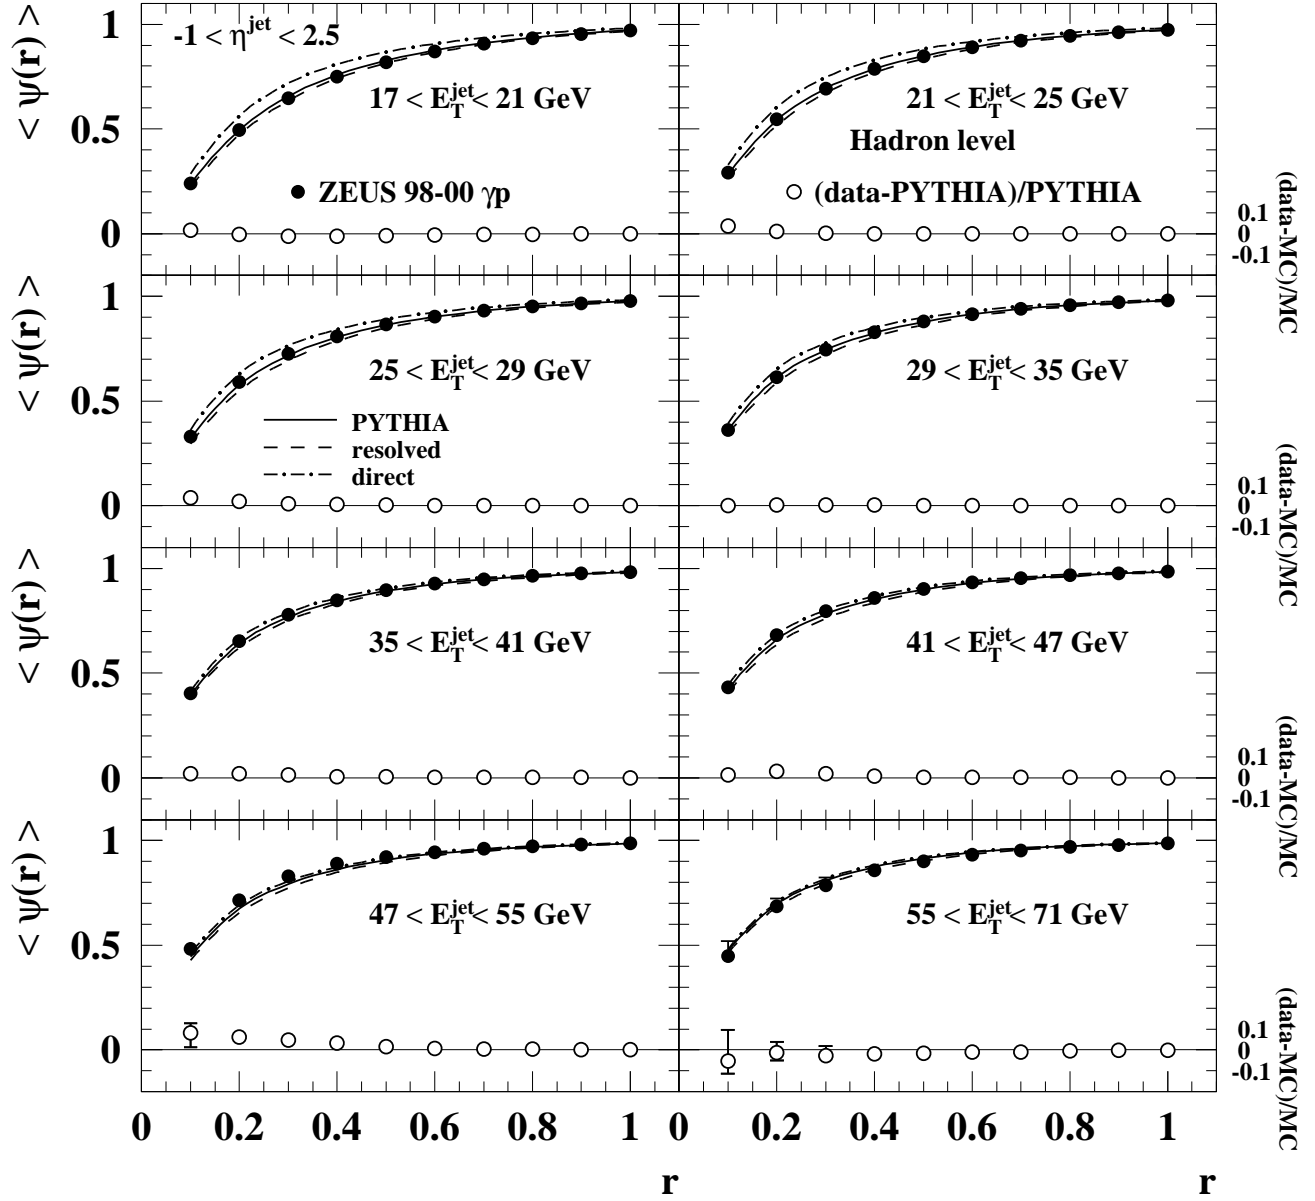 < ψ(r) >
1
0.5
0
-1 < η^jet < 2.5
17 < E_T^jet < 21 GeV
● ZEUS 98-00 γp
21 < E_T^jet < 25 GeV
Hadron level
○ (data-PYTHIA)/PYTHIA
0.1
0
-0.1
(data-MC)/MC
< ψ(r) >
1
0.5
0
25 < E_T^jet < 29 GeV
PYTHIA
resolved
direct
29 < E_T^jet < 35 GeV
0.1
0
-0.1
(data-MC)/MC
< ψ(r) >
1
0.5
0
35 < E_T^jet < 41 GeV
41 < E_T^jet < 47 GeV
0.1
0
-0.1
(data-MC)/MC
< ψ(r) >
1
0.5
0
47 < E_T^jet < 55 GeV
55 < E_T^jet < 71 GeV
0.1
0
-0.1
(data-MC)/MC
0 0.2 0.4 0.6 0.8 1 0 0.2 0.4 0.6 0.8 1
r r